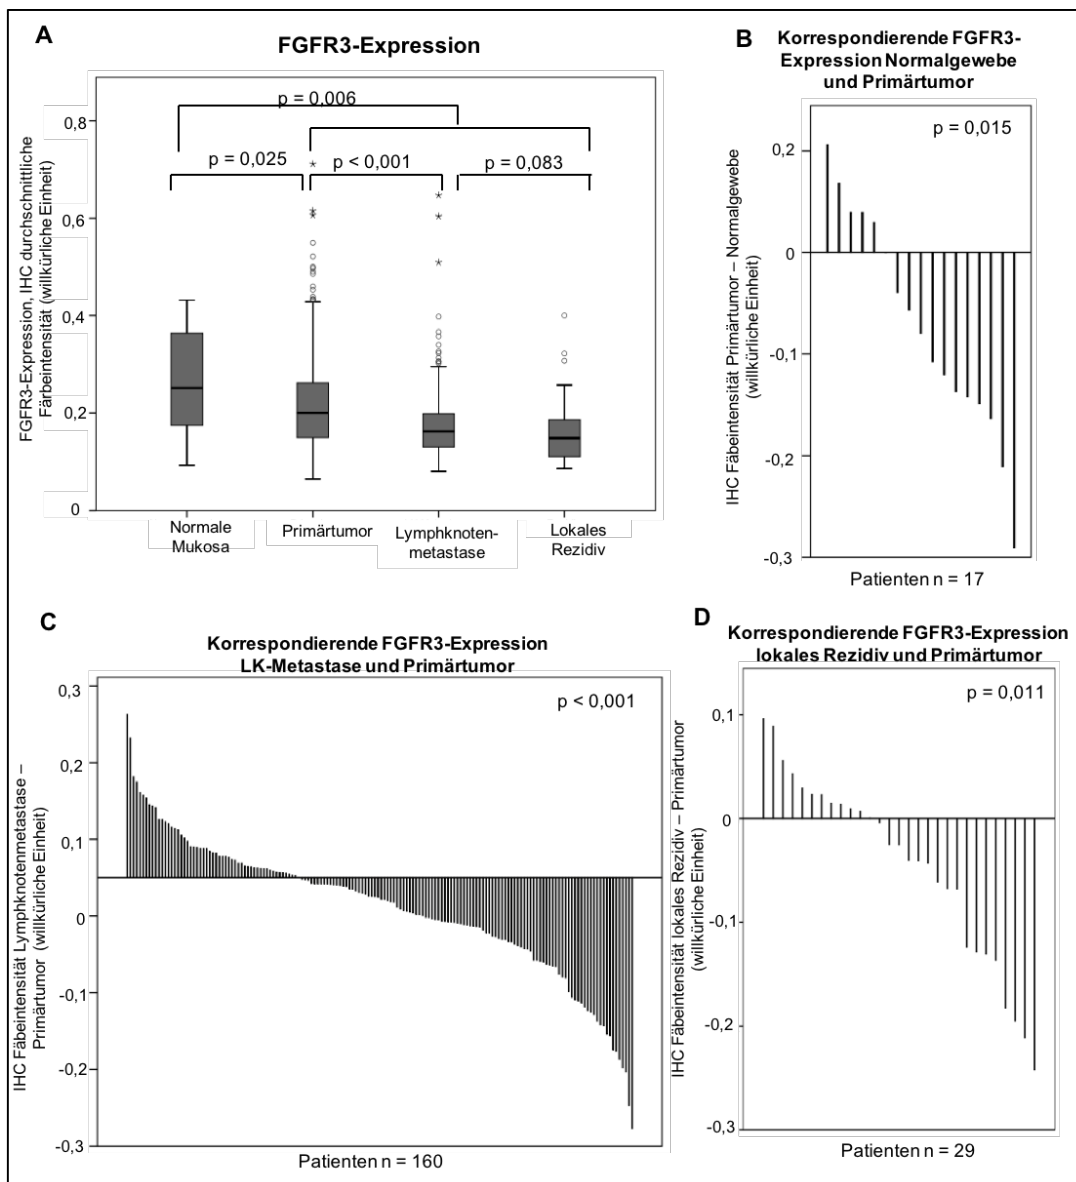 A
FGFR3-Expression
FGFR3-Expression, IHC durchschnittliche
Färbeintensität (willkürliche Einheit)
0,8
0,6
0,4
0,2
0
p = 0,006
p = 0,025
p < 0,001
p = 0,083
Normale
Mukosa
Primärtumor
Lymphknoten-
metastase
Lokales
Rezidiv
B
Korrespondierende FGFR3-
Expression Normalgewebe
und Primärtumor
p = 0,015
IHC Fäbeintensität Primärtumor – Normalgewebe
(willkürliche Einheit)
0,2
0
-0,1
-0,2
-0,3
Patienten n = 17
C
Korrespondierende FGFR3-Expression
LK-Metastase und Primärtumor
p < 0,001
IHC Fäbeintensität Lymphknotenmetastase –
Primärtumor (willkürliche Einheit)
0,3
0,2
0,1
0
-0,1
-0,2
-0,3
Patienten n = 160
D
Korrespondierende FGFR3-Expression
lokales Rezidiv und Primärtumor
p = 0,011
IHC Fäbeintensität lokales Rezidiv – Primärtumor
(willkürliche Einheit)
0,1
0
-0,1
-0,2
-0,3
Patienten n = 29